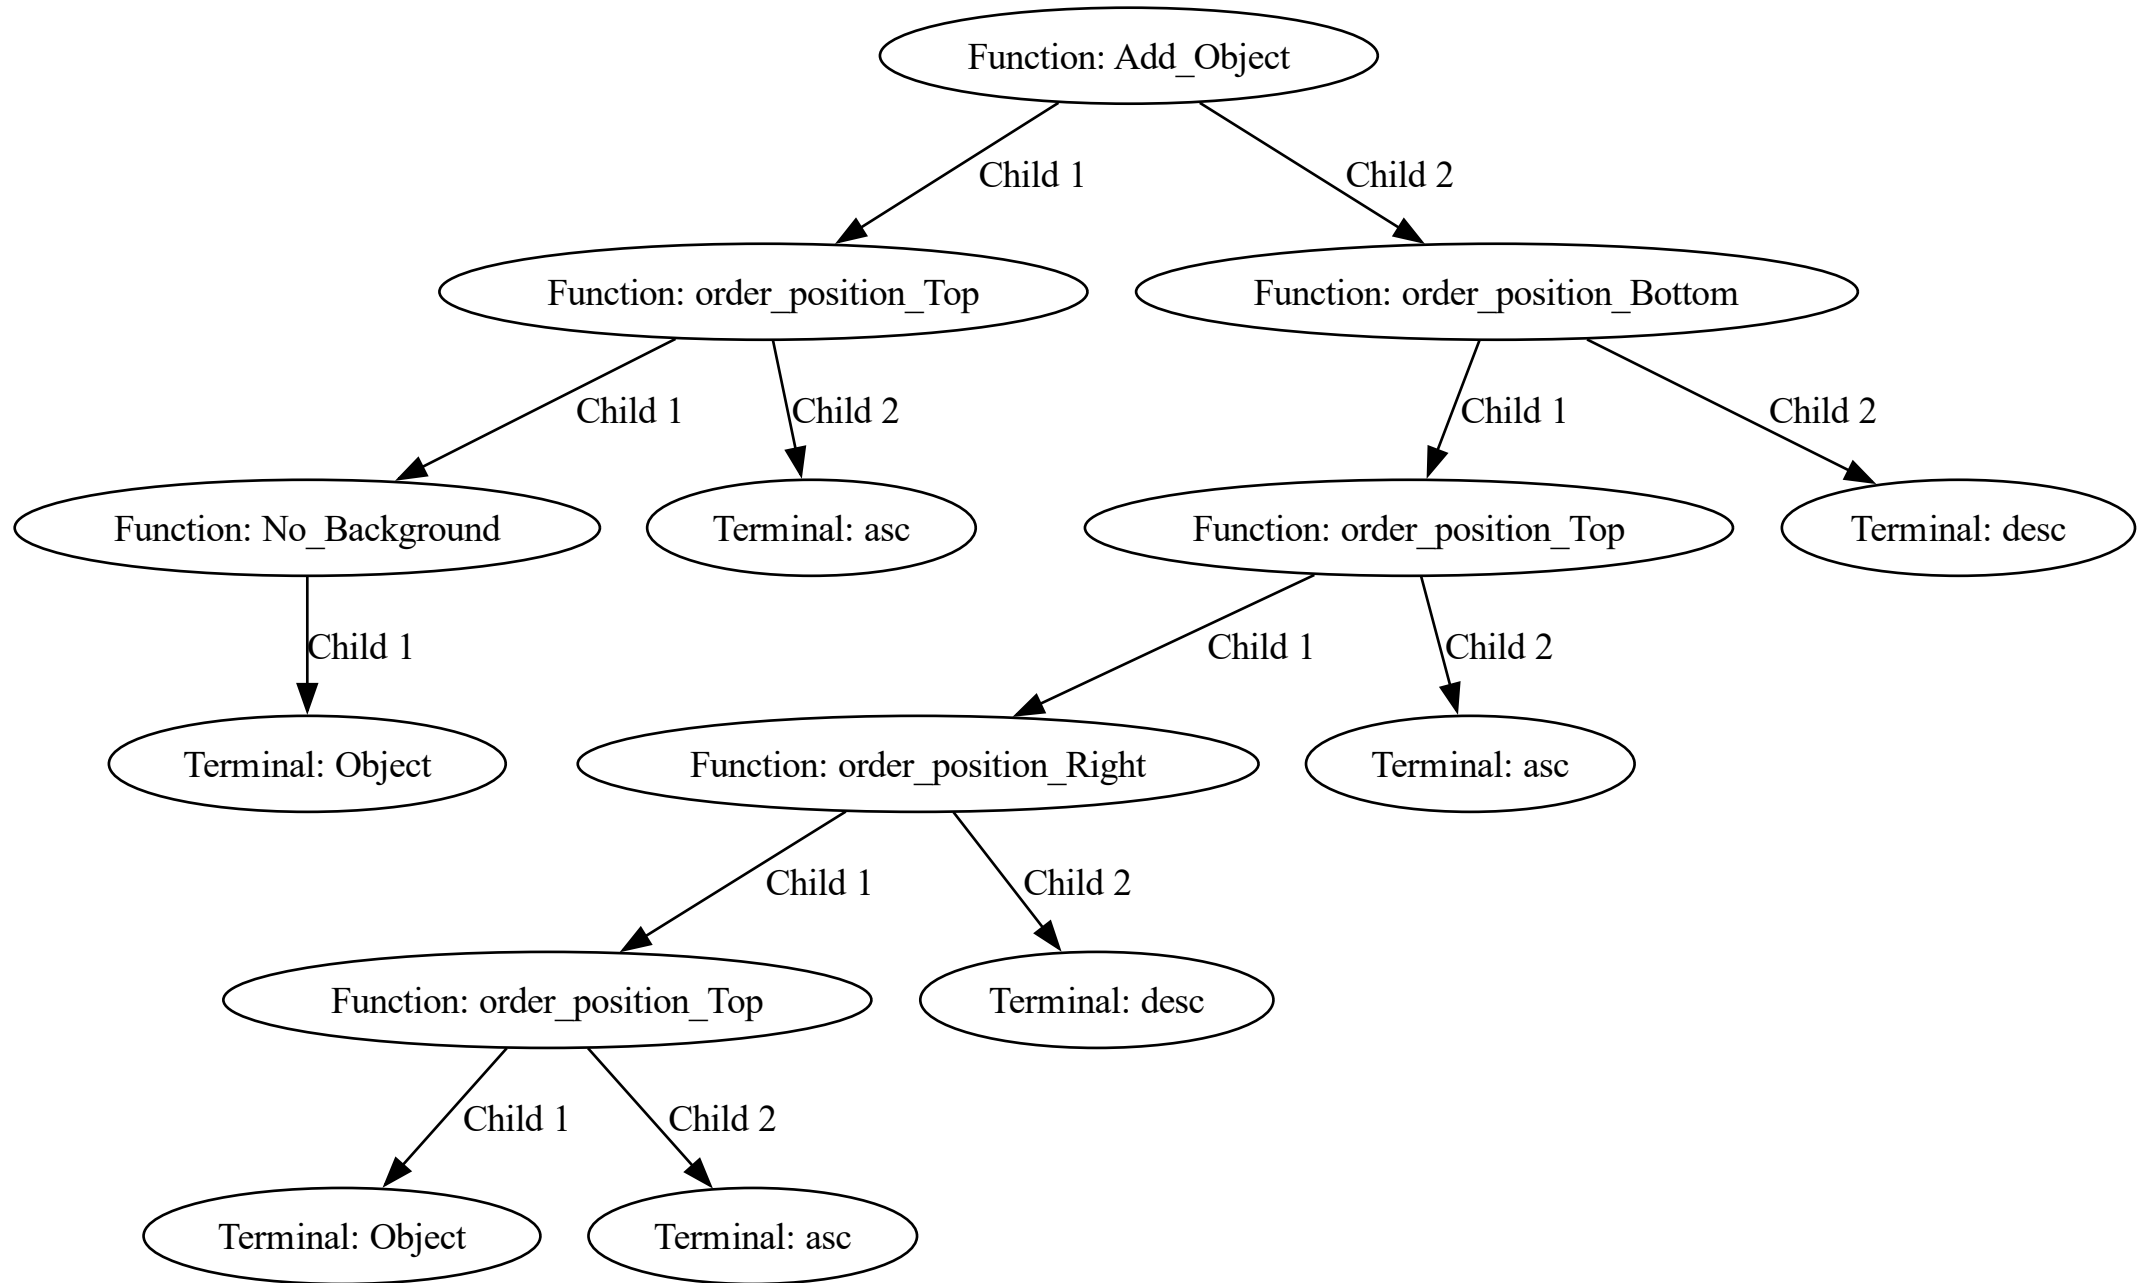 Function: Add_Object
Child 1
Child 2
Function: order_position_Top
Function: order_position_Bottom
Child 1
Child 2
Child 1
Child 2
Function: No_Background
Terminal: asc
Function: order_position_Top
Terminal: desc
Child 1
Child 1
Child 2
Terminal: Object
Function: order_position_Right
Terminal: asc
Child 1
Child 2
Function: order_position_Top
Terminal: desc
Child 1
Child 2
Terminal: Object
Terminal: asc